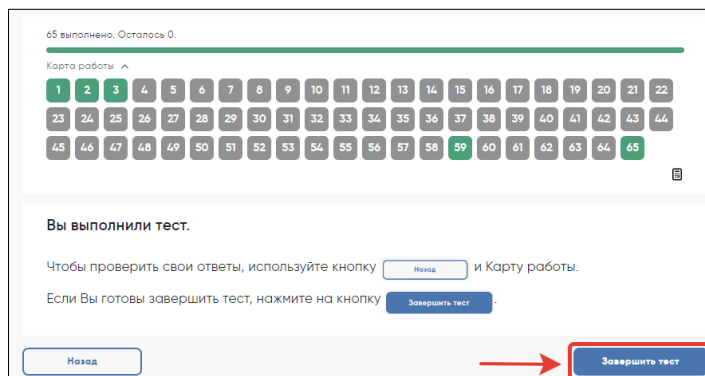 65 выполнено. Осталось 0.
Карта работы
1 2 3 4 5 6 7 8 9 10 11 12 13 14 15 16 17 18 19 20 21 22
23 24 25 26 27 28 29 30 31 32 33 34 35 36 37 38 39 40 41 42 43 44
45 46 47 48 49 50 51 52 53 54 55 56 57 58 59 60 61 62 63 64 65
Вы выполнили тест.
Чтобы проверить свои ответы, используйте кнопку Назад и Карту работы.
Если Вы готовы завершить тест, нажмите на кнопку Завершить тест .
Назад Завершить тест